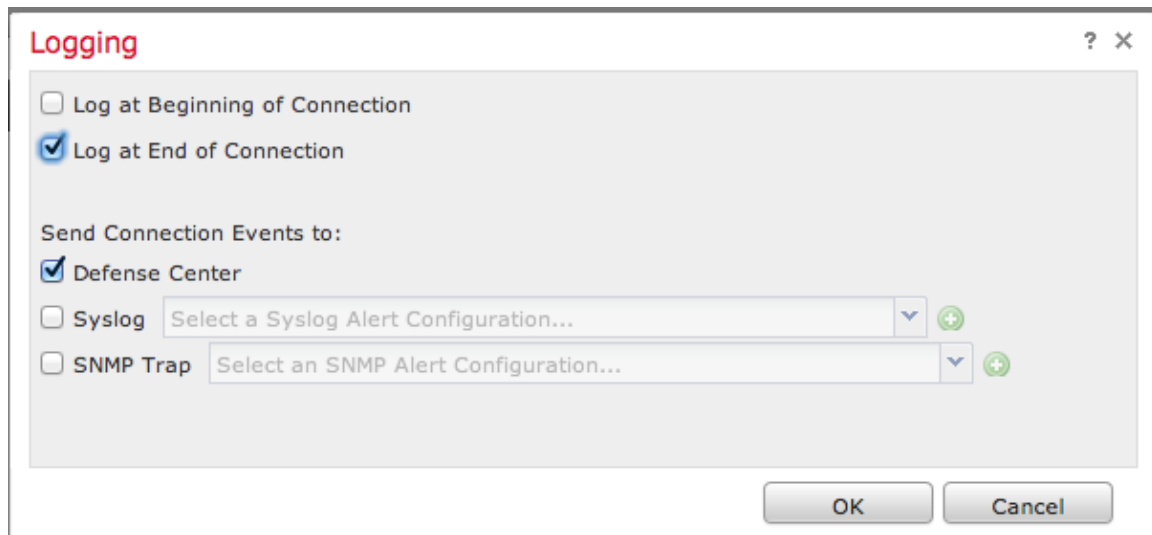 Logging ? ×
Log at Beginning of Connection
Log at End of Connection
Send Connection Events to:
Defense Center
Syslog Select a Syslog Alert Configuration...
SNMP Trap Select an SNMP Alert Configuration...
OK Cancel